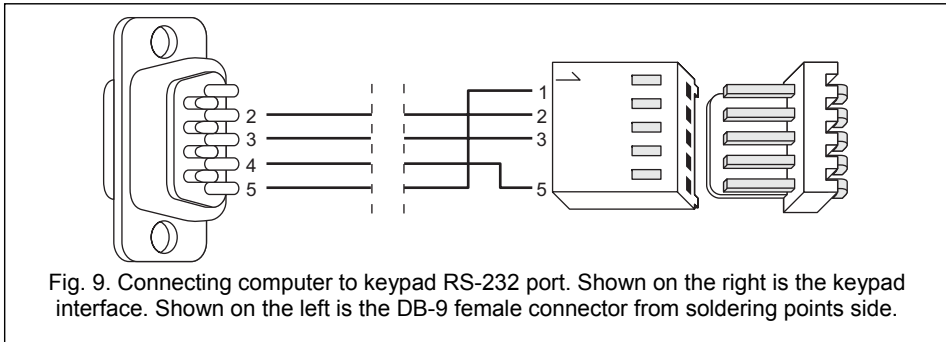 1
2 2
3 3
4
5 5
Fig. 9. Connecting computer to keypad RS-232 port. Shown on the right is the keypad
interface. Shown on the left is the DB-9 female connector from soldering points side.